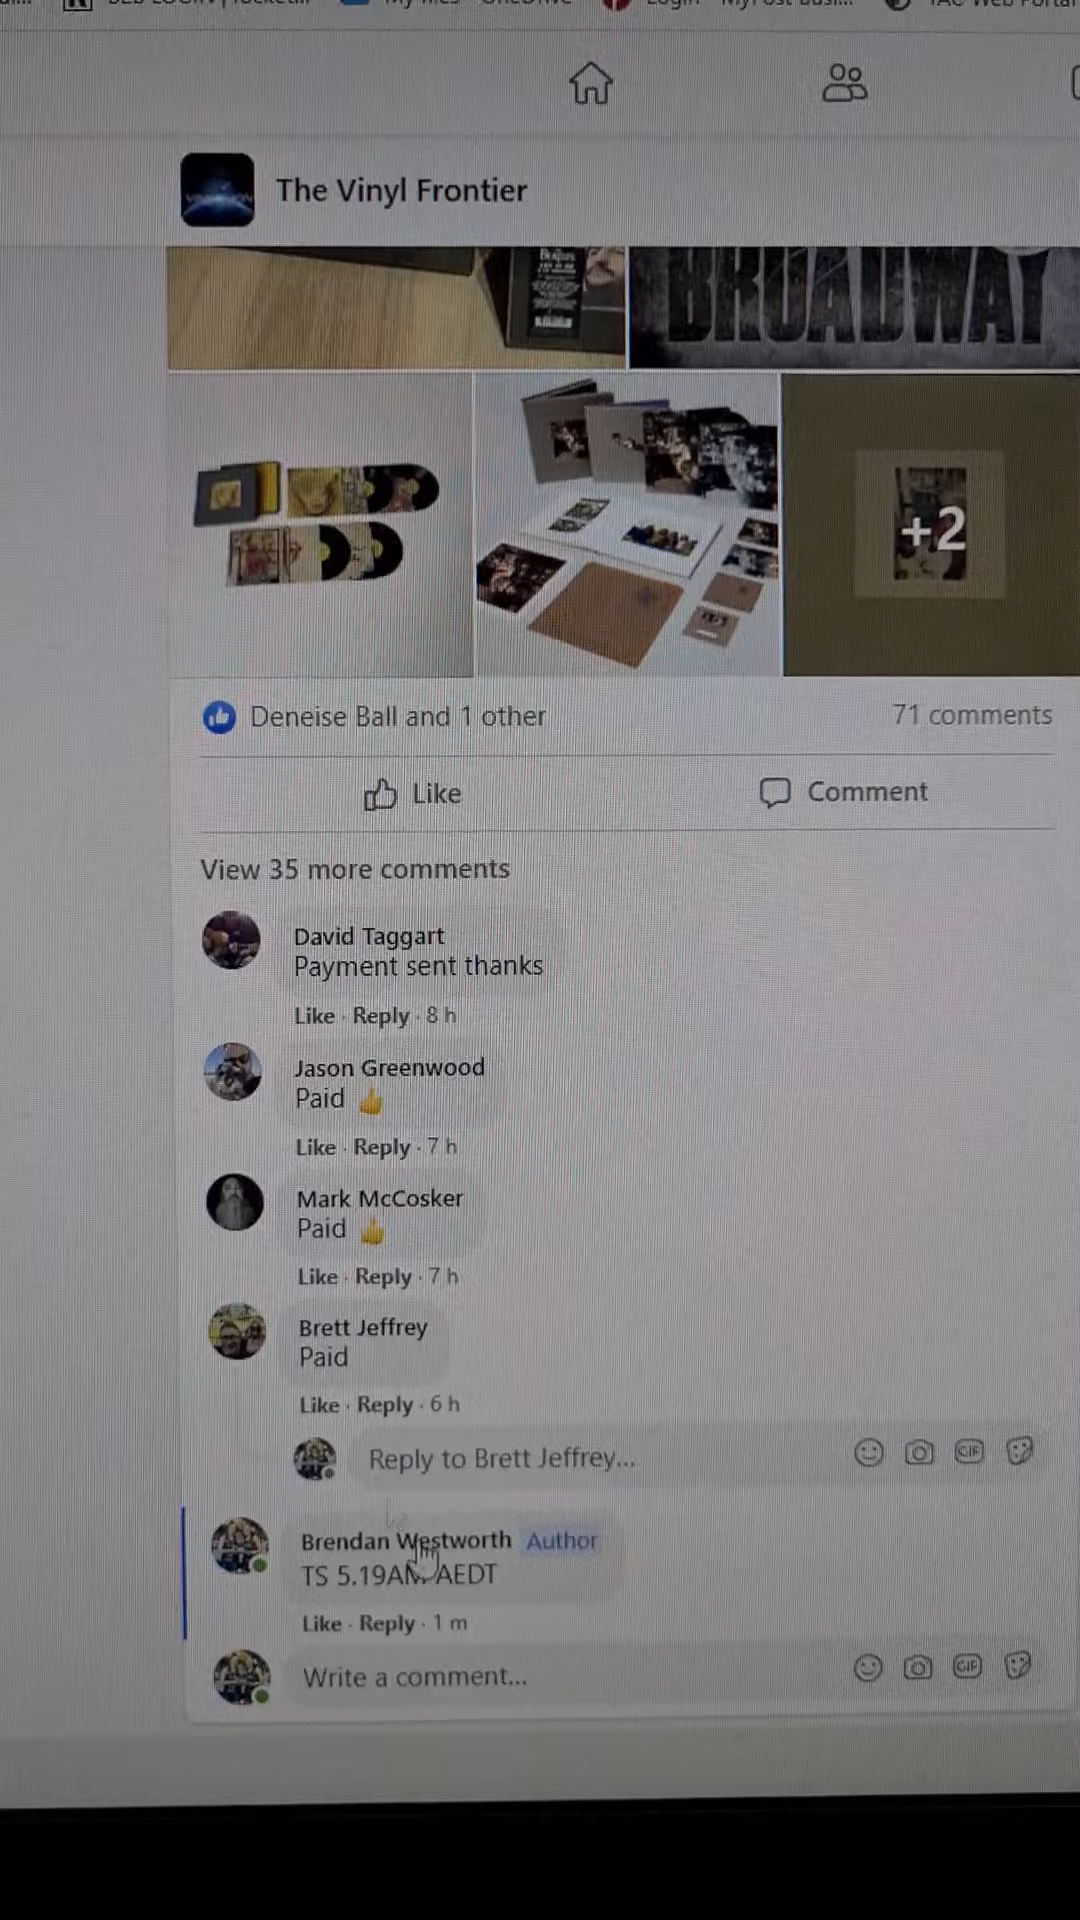 The Vinyl Frontier
BROADWAY
+2
Deneise Ball and 1 other
71 comments
Like
Comment
View 35 more comments
David Taggart
Payment sent thanks
Like · Reply · 8 h
Jason Greenwood
Paid 👍
Like · Reply · 7 h
Mark McCosker
Paid 👍
Like · Reply · 7 h
Brett Jeffrey
Paid
Like · Reply · 6 h
Reply to Brett Jeffrey...
GIF
Brendan Westworth Author
TS 5.19AM AEDT
Like · Reply · 1 m
Write a comment...
GIF